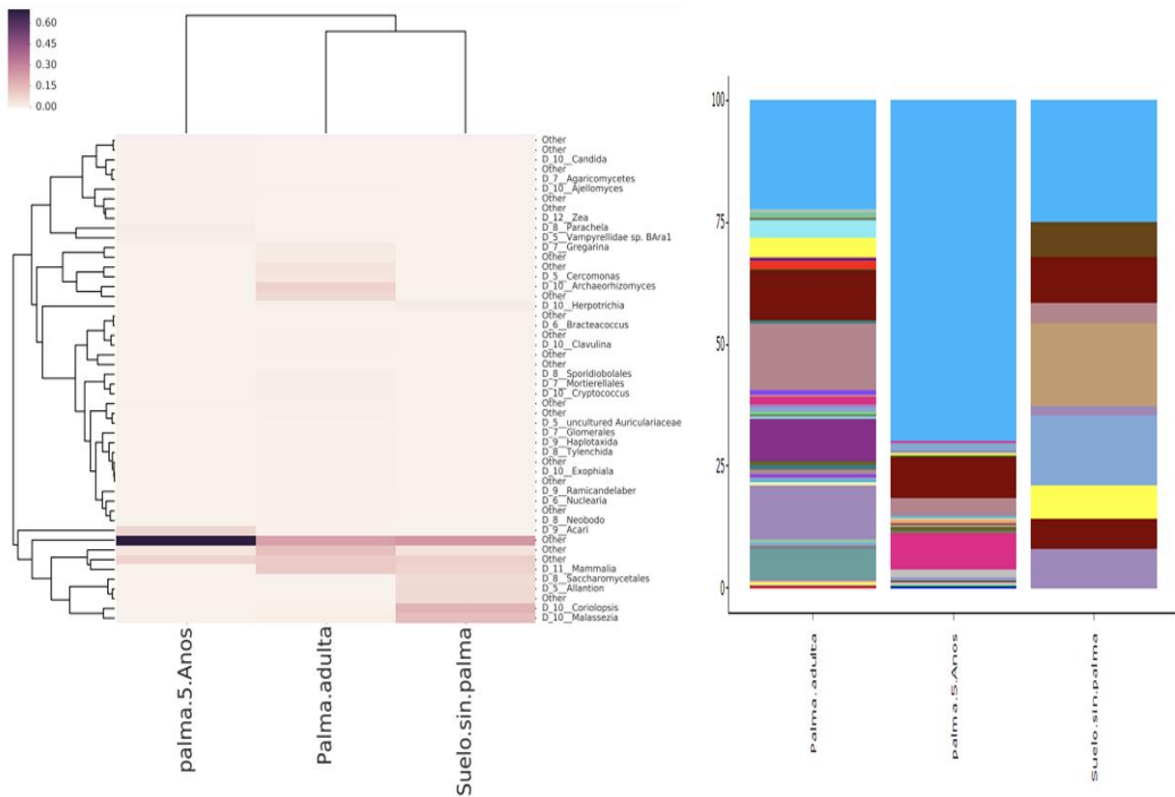 0.60
0.45
0.30
0.15
0.00
Other
Other
D_10__Candida
Other
D_7__Agaricomycetes
D_10__Ajellomyces
Other
Other
D_12__Zea
D_8__Parachela
D_5__Vampyrellidae sp. BAra1
D_7__Gregarina
Other
Other
D_5__Cercomonas
D_10__Archaeorhizomyces
Other
D_10__Herpotrichia
Other
D_6__Bracteacoccus
Other
D_10__Clavulina
Other
Other
D_8__Sporidiobolales
D_7__Mortierellales
D_10__Cryptococcus
Other
Other
D_5__uncultured Auriculariaceae
D_7__Glomerales
D_9__Haplotaxida
D_8__Tylenchida
Other
D_10__Exophiala
Other
D_9__Ramicandelaber
D_6__Nuclearia
Other
D_8__Neobodo
D_9__Acari
Other
Other
Other
D_11__Mammalia
D_8__Saccharomycetales
D_5__Allantion
Other
D_10__Coriolopsis
D_10__Malassezia
palma.5.Anos
Palma.adulta
Suelo.sin.palma
100
75
50
25
0
Palma.adulta
palma.5.Anos
Suelo.sin.palma